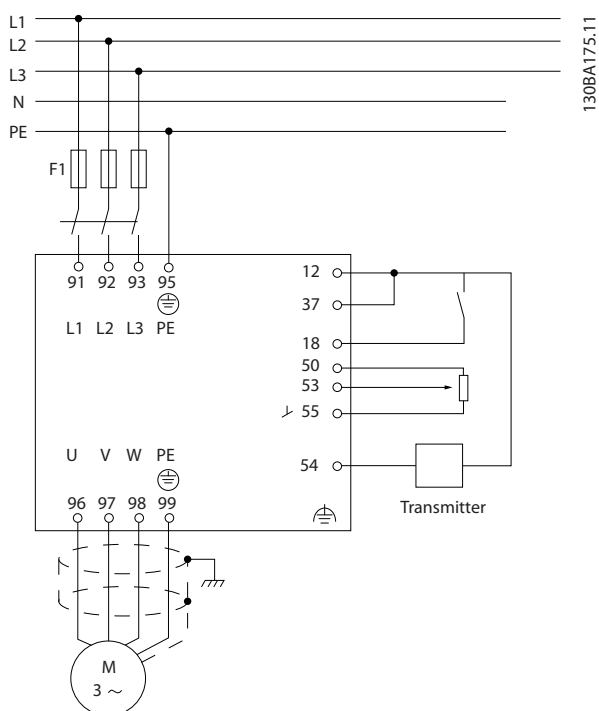 L1
L2
L3
N
PE
130BA175.11
F1
91 92 93 95
L1 L2 L3 PE
12
37
18
50
53
55
54
Transmitter
U V W PE
96 97 98 99
M
3 ~